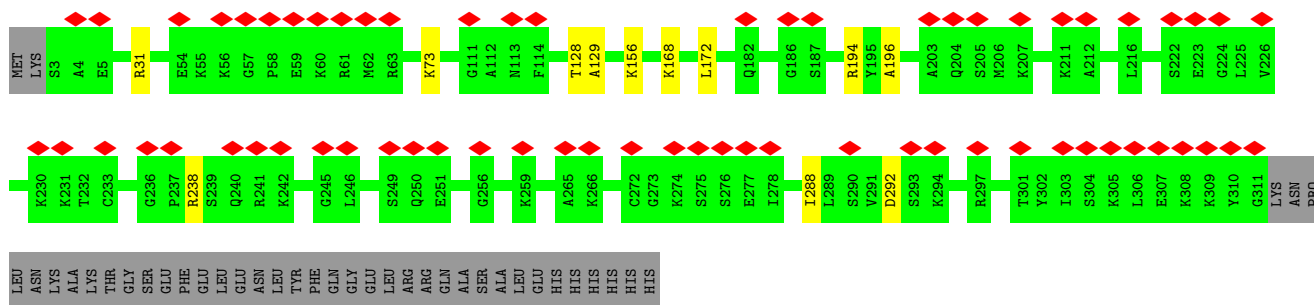 MET LYS S3 A4 E5 R31 E54 K55 K56 G57 P58 E59 K60 R61 M62 R63 K73 G111 A112 N113 F114 T128 A129 K156 K168 L172 Q182 G186 S187 R194 Y195 A196 A203 Q204 S205 M206 K207 K211 A212 L216 S222 E223 G224 L225 V226
K230 K231 T232 C233 G236 P237 R238 S239 Q240 R241 K242 G245 L246 S249 Q250 E251 G256 K259 A265 K266 C272 G273 K274 S275 S276 E277 I278 I288 L289 S290 V291 D292 S293 K294 R297 T301 Y302 I303 S304 K305 L306 E307 K308 K309 Y310 G311 LYS ASN PRO
LEU ASN LYS ALA LYS THR GLY SER GLU PHE GLU LEU GLU ASN LEU TYR PHE GLN GLY GLU LEU ARG ARG GLN ALA SER ALA LEU GLU HIS HIS HIS HIS HIS HIS